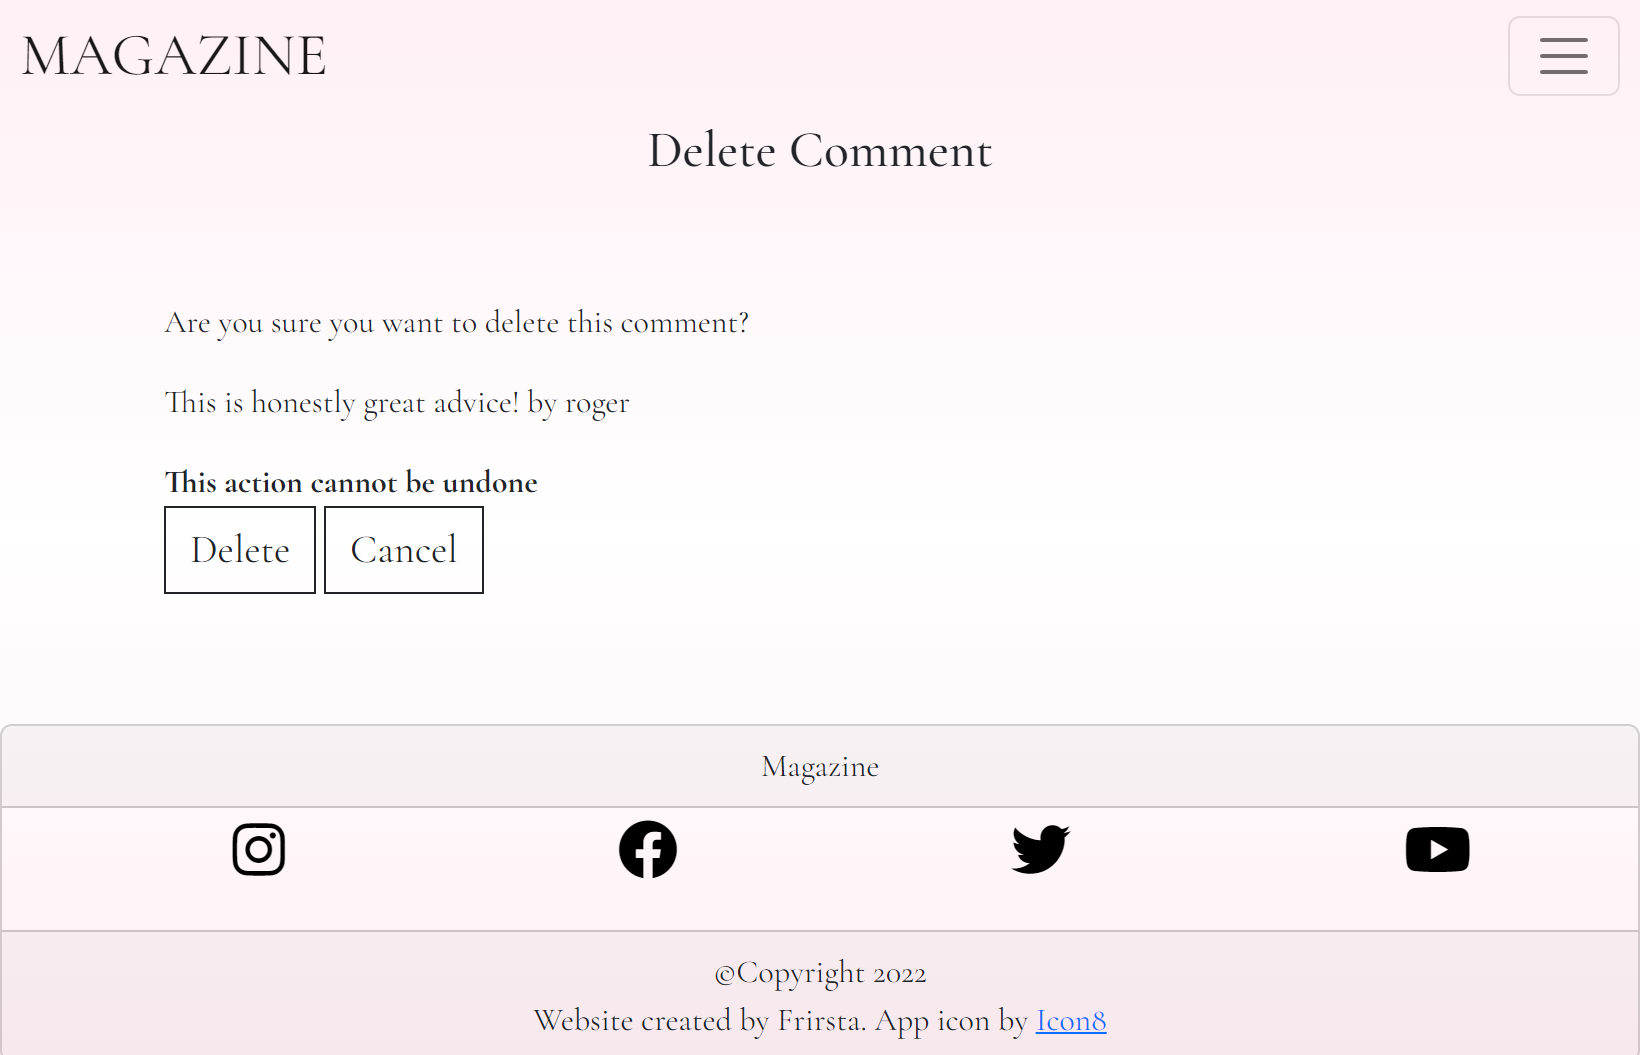 MAGAZINE
Delete Comment
Are you sure you want to delete this comment?
This is honestly great advice! by roger
This action cannot be undone
Delete Cancel
Magazine
©Copyright 2022
Website created by Frirsta. App icon by Icon8